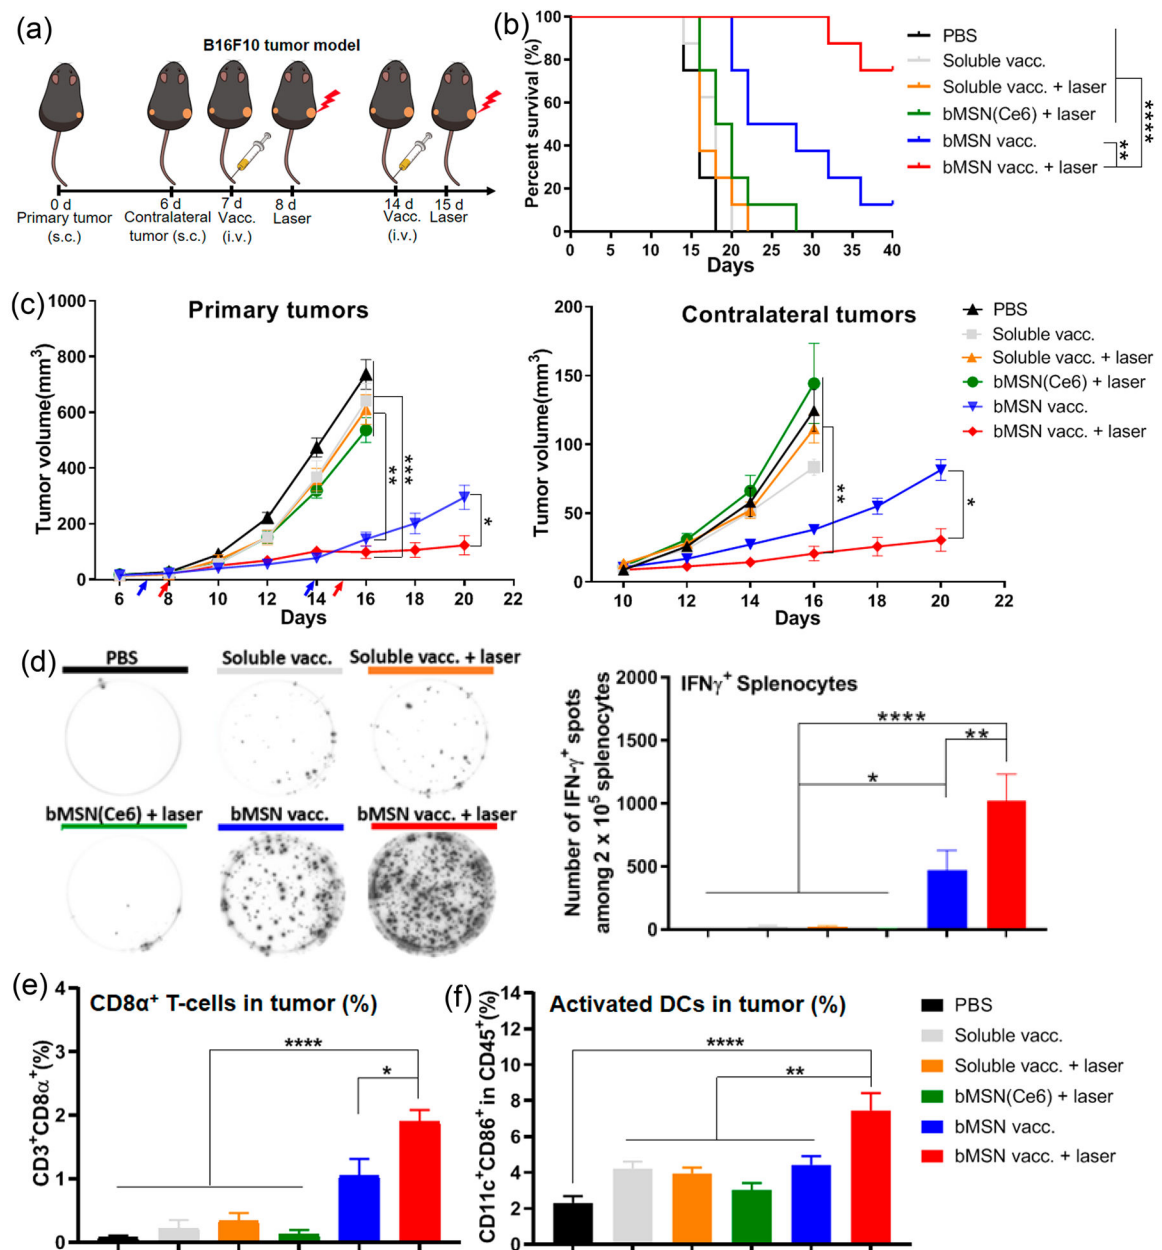 (a)
B16F10 tumor model
0 d
Primary tumor
(s.c.)
6 d
Contralateral
tumor (s.c.)
7 d
Vacc.
(i.v.)
8 d
Laser
14 d
Vacc.
(i.v.)
15 d
Laser
(b)
Percent survival (%)
100
80
60
40
20
0
0 5 10 15 20 25 30 35 40
Days
PBS
Soluble vacc.
Soluble vacc. + laser
bMSN(Ce6) + laser
bMSN vacc.
bMSN vacc. + laser
**
****
(c)
Primary tumors
Tumor volume(mm³)
1000
800
600
400
200
0
6 8 10 12 14 16 18 20 22
Days
**
***
*
Contralateral tumors
Tumor volume(mm³)
200
150
100
50
0
10 12 14 16 18 20 22
Days
**
*
PBS
Soluble vacc.
Soluble vacc. + laser
bMSN(Ce6) + laser
bMSN vacc.
bMSN vacc. + laser
(d)
PBS
Soluble vacc.
Soluble vacc. + laser
bMSN(Ce6) + laser
bMSN vacc.
bMSN vacc. + laser
IFNγ⁺ Splenocytes
Number of IFN-γ⁺ spots
among 2 x 10⁵ splenocytes
2000
1500
1000
500
0
****
**
*
(e)
CD8α⁺ T-cells in tumor (%)
CD3⁺CD8α⁺(%)
4
3
2
1
0
****
*
(f)
Activated DCs in tumor (%)
CD11c⁺CD86⁺ in CD45⁺(%)
14
12
10
8
6
4
2
0
****
**
PBS
Soluble vacc.
Soluble vacc. + laser
bMSN(Ce6) + laser
bMSN vacc.
bMSN vacc. + laser